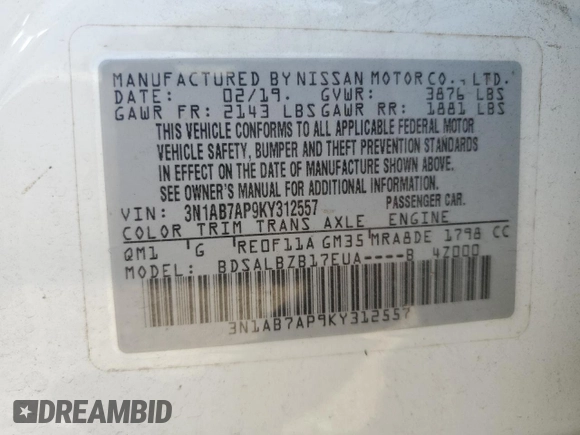 MANUFACTURED BY NISSAN MOTOR CO., LTD.
DATE: 02/19. GVWR: 3876 LBS
GAWR FR: 2143 LBS GAWR RR: 1881 LBS
THIS VEHICLE CONFORMS TO ALL APPLICABLE FEDERAL MOTOR
VEHICLE SAFETY, BUMPER AND THEFT PREVENTION STANDARDS
IN EFFECT ON THE DATE OF MANUFACTURE SHOWN ABOVE.
SEE OWNER'S MANUAL FOR ADDITIONAL INFORMATION
VIN: 3N1AB7AP9KY312557 PASSENGER CAR.
COLOR TRIM TRANS AXLE ENGINE
QM1 G RE0F11A GM35 MRA8DE 1798 CC
MODEL: BDSALBZB17EUA----B 4Z000
3N1AB7AP9KY312557
DREAMBID